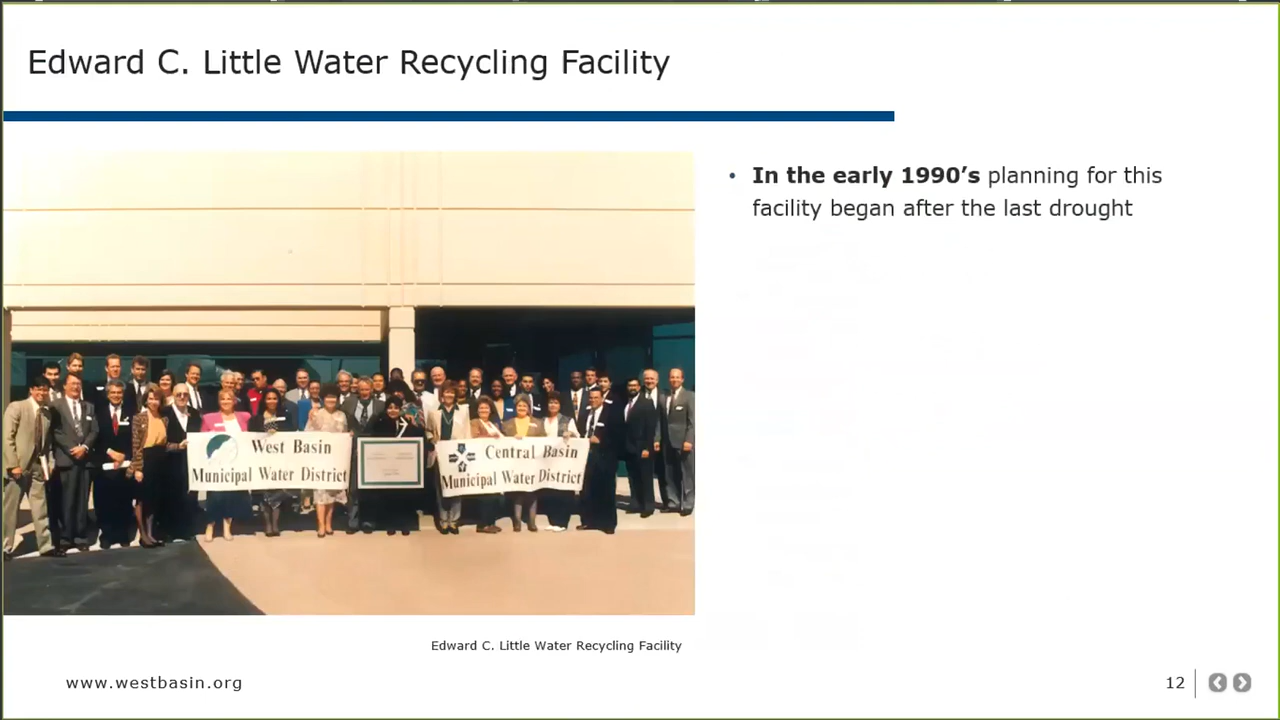 Edward C. Little Water Recycling Facility
• In the early 1990's planning for this
facility began after the last drought
West Basin
Municipal Water District
Central Basin
Municipal Water District
Edward C. Little Water Recycling Facility
www.westbasin.org
12